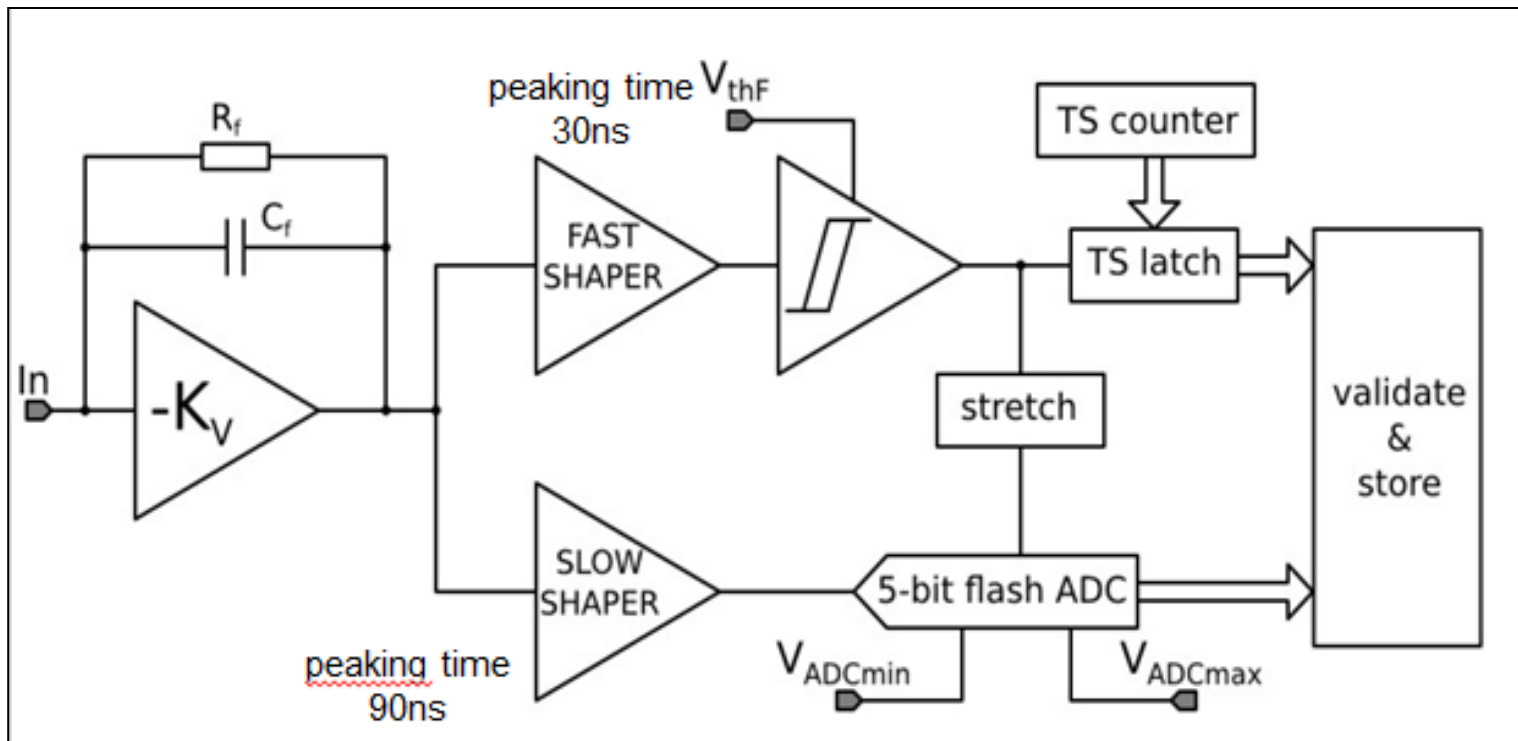 peaking time
30ns
V_thF
TS counter
R_f
C_f
FAST
SHAPER
TS latch
In
-K_V
stretch
validate
&
store
SLOW
SHAPER
5-bit flash ADC
peaking time
90ns
V_ADCmin
V_ADCmax